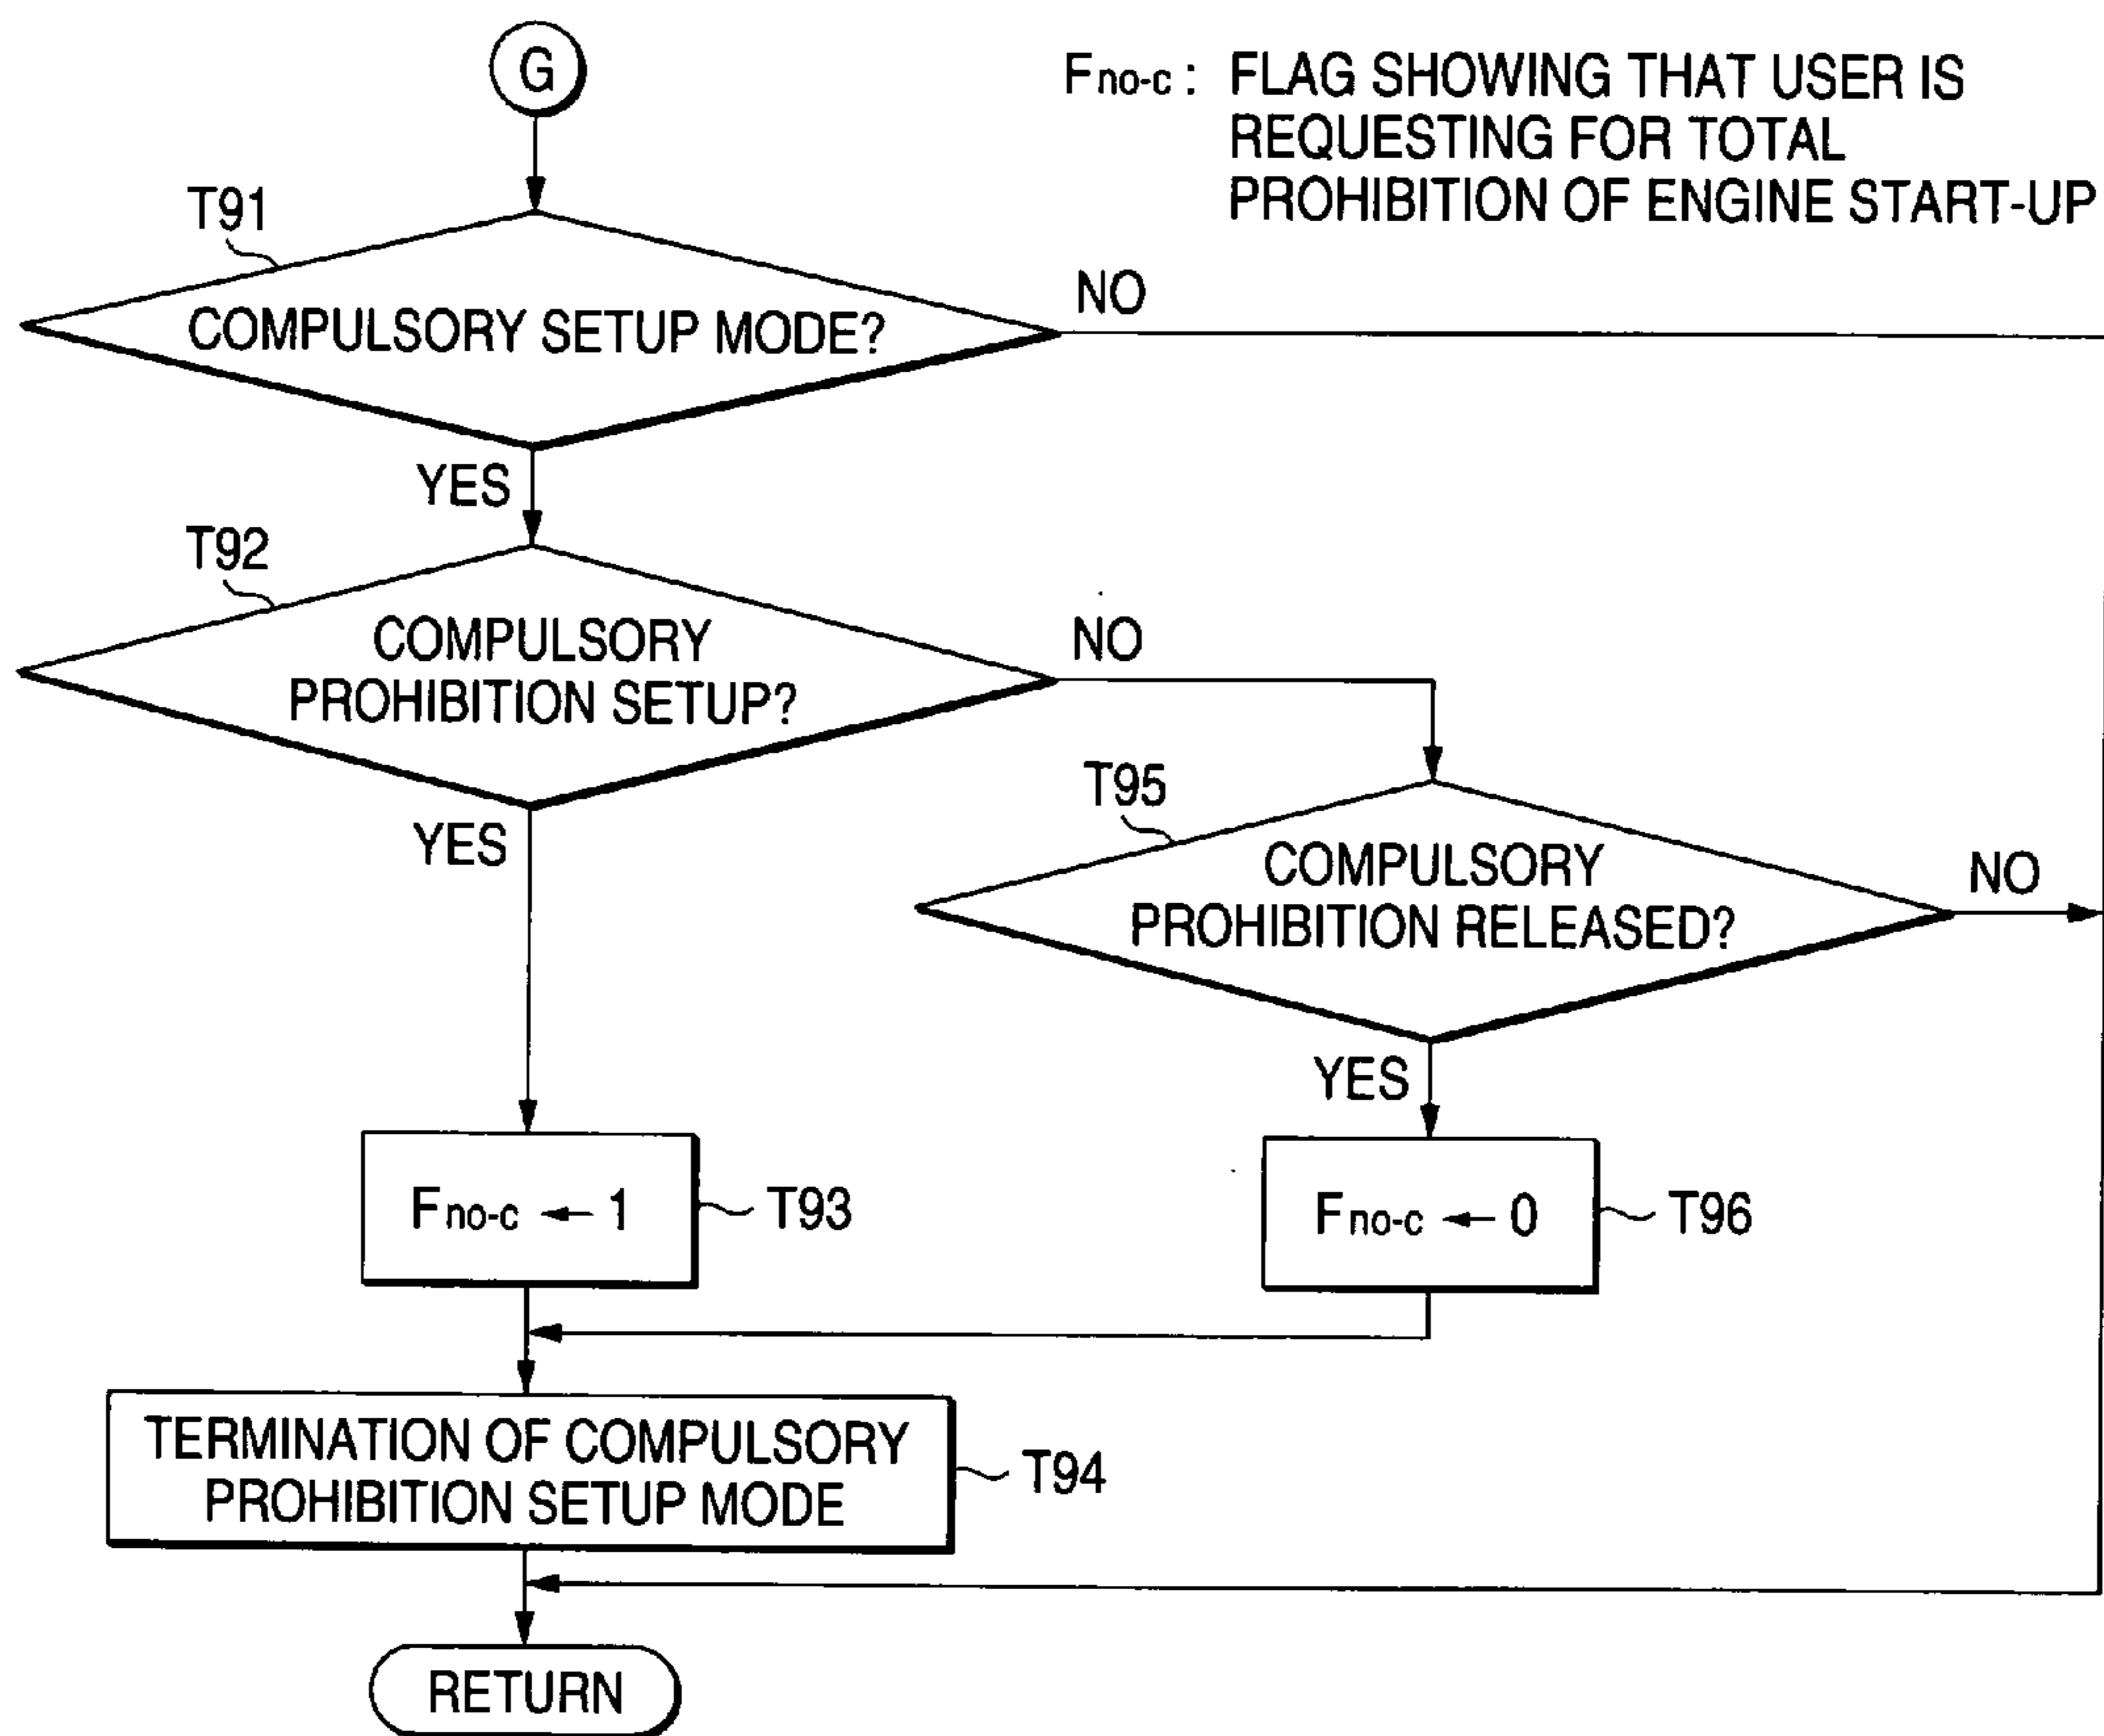 G
Fno-c : FLAG SHOWING THAT USER IS
REQUESTING FOR TOTAL
PROHIBITION OF ENGINE START-UP
T91
COMPULSORY SETUP MODE?
NO
YES
T92
COMPULSORY
PROHIBITION SETUP?
NO
YES
T95
COMPULSORY
PROHIBITION RELEASED?
NO
YES
Fno-c ← 1
T93
Fno-c ← 0
T96
TERMINATION OF COMPULSORY
PROHIBITION SETUP MODE
T94
RETURN